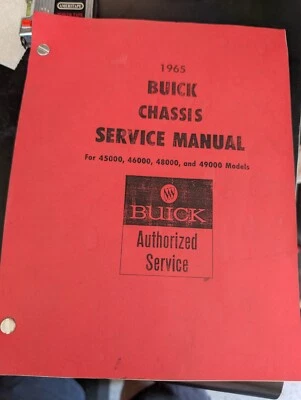 1965
BUICK
CHASSIS
SERVICE MANUAL
For 45000, 46000, 48000, and 49000 Models
BUICK
Authorized
Service